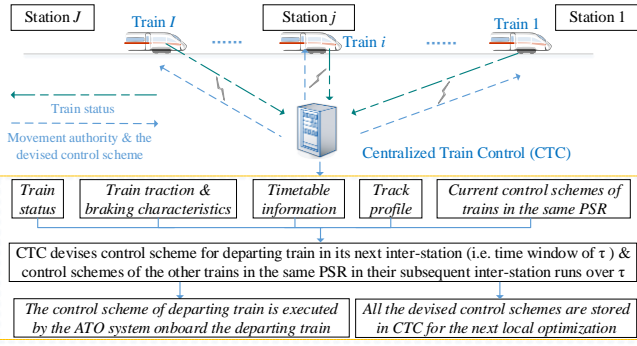 Station J
Train I
Station j
Train 1
Station 1
......
Train i
......
Train status
Movement authority & the
devised control scheme
Centralized Train Control (CTC)
Train
status
Train traction &
braking characteristics
Timetable
information
Track
profile
Current control schemes of
trains in the same PSR
CTC devises control scheme for departing train in its next inter-station (i.e. time window of τ ) &
control schemes of the other trains in the same PSR in their subsequent inter-station runs over τ
The control scheme of departing train is executed
by the ATO system onboard the departing train
All the devised control schemes are stored
in CTC for the next local optimization